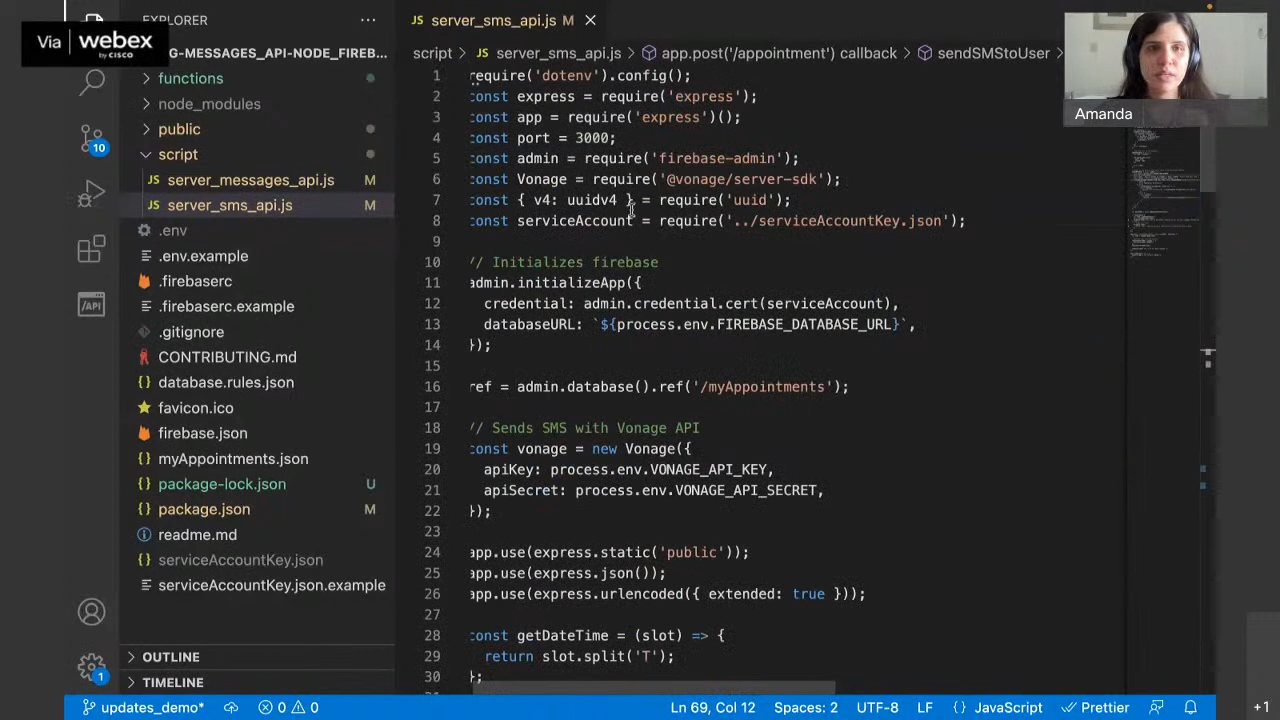 Via webex
by CISCO
EXPLORER
G-MESSAGES_API-NODE_FIREB...
functions
node_modules
public
script
server_messages_api.js M
server_sms_api.js M
.env
.env.example
.firebaserc
.firebaserc.example
.gitignore
CONTRIBUTING.md
database.rules.json
favicon.ico
firebase.json
myAppointments.json
package-lock.json U
package.json M
readme.md
serviceAccountKey.json
serviceAccountKey.json.example
OUTLINE
TIMELINE
10
/API
1
JS server_sms_api.js M
script JS server_sms_api.js app.post('/appointment') callback sendSMStoUser
1 require('dotenv').config();
2 const express = require('express');
3 const app = require('express')();
4 const port = 3000;
5 const admin = require('firebase-admin');
6 const Vonage = require('@vonage/server-sdk');
7 const { v4: uuidv4 } = require('uuid');
8 const serviceAccount = require('../serviceAccountKey.json');
9
10 // Initializes firebase
11 admin.initializeApp({
12 credential: admin.credential.cert(serviceAccount),
13 databaseURL: `${process.env.FIREBASE_DATABASE_URL}`,
14 });
15
16 ref = admin.database().ref('/myAppointments');
17
18 // Sends SMS with Vonage API
19 const vonage = new Vonage({
20 apiKey: process.env.VONAGE_API_KEY,
21 apiSecret: process.env.VONAGE_API_SECRET,
22 });
23
24 app.use(express.static('public'));
25 app.use(express.json());
26 app.use(express.urlencoded({ extended: true }));
27
28 const getDateTime = (slot) => {
29 return slot.split('T');
30 };
Amanda
updates_demo* 0 0 Ln 69, Col 12 Spaces: 2 UTF-8 LF {} JavaScript Prettier
+1